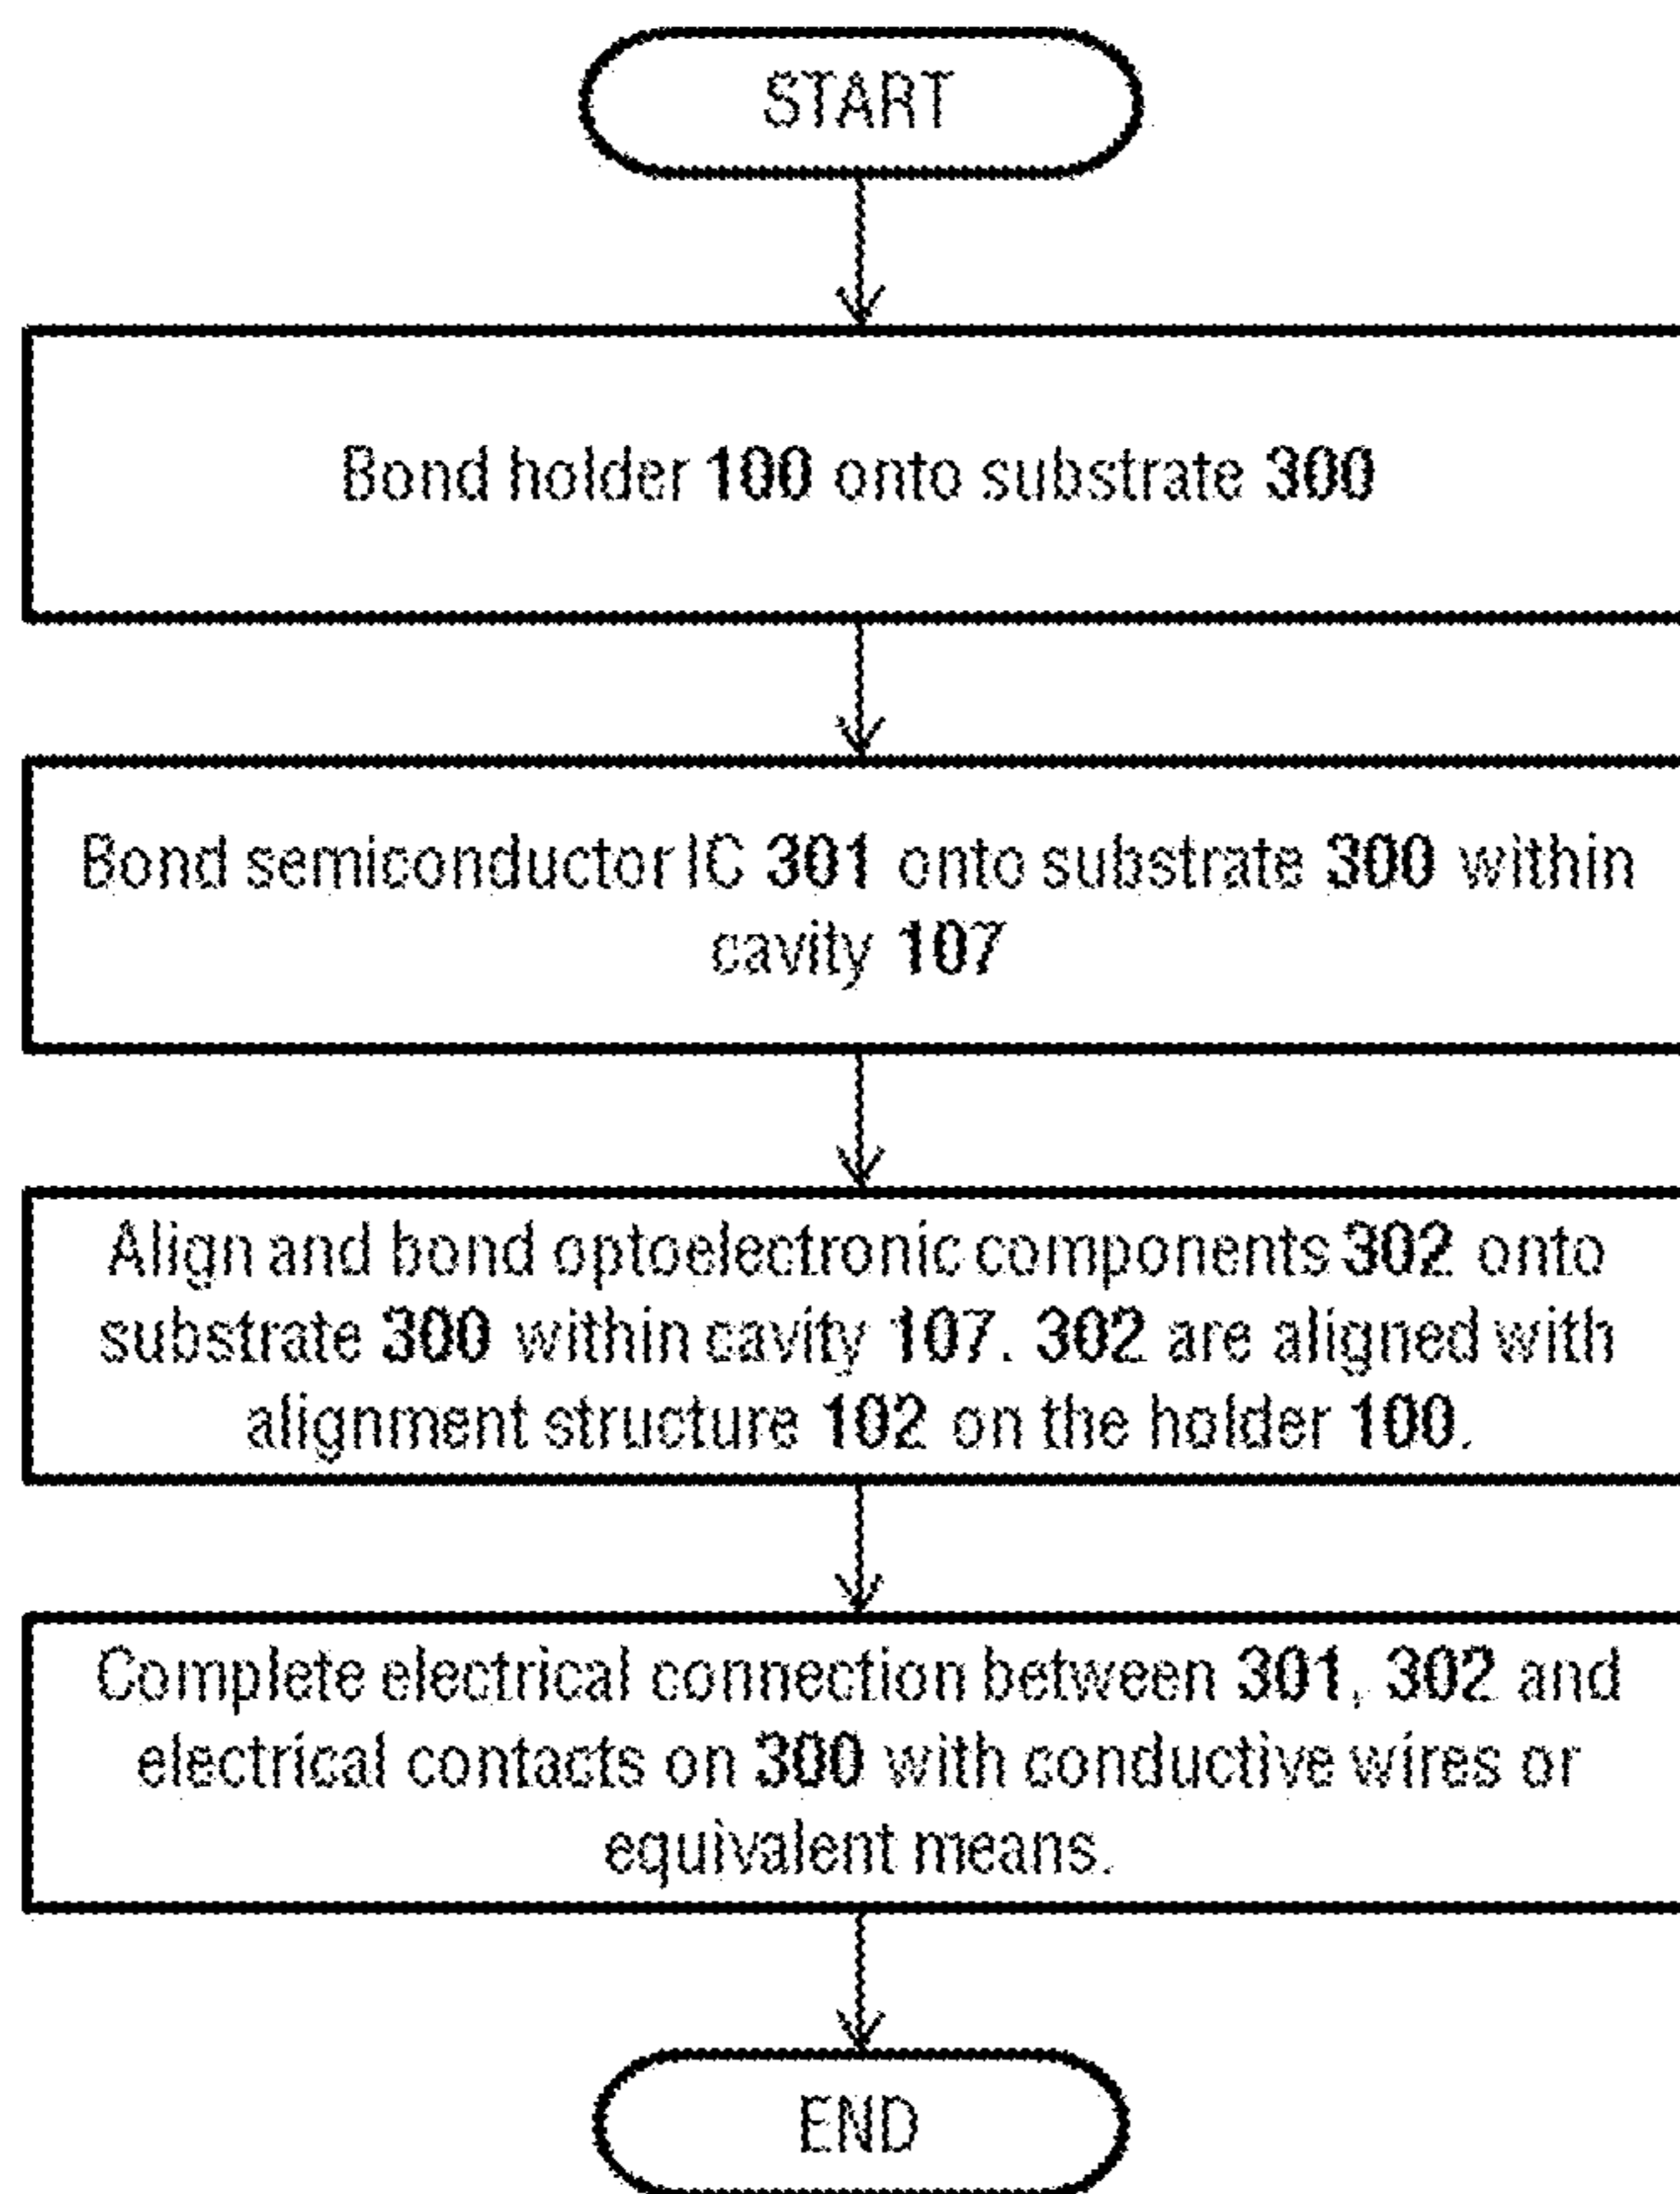 START
Bond holder 100 onto substrate 300
Bond semiconductor IC 301 onto substrate 300 within
cavity 107
Align and bond optoelectronic components 302 onto
substrate 300 within cavity 107. 302 are aligned with
alignment structure 102 on the holder 100.
Complete electrical connection between 301, 302 and
electrical contacts on 300 with conductive wires or
equivalent means.
END